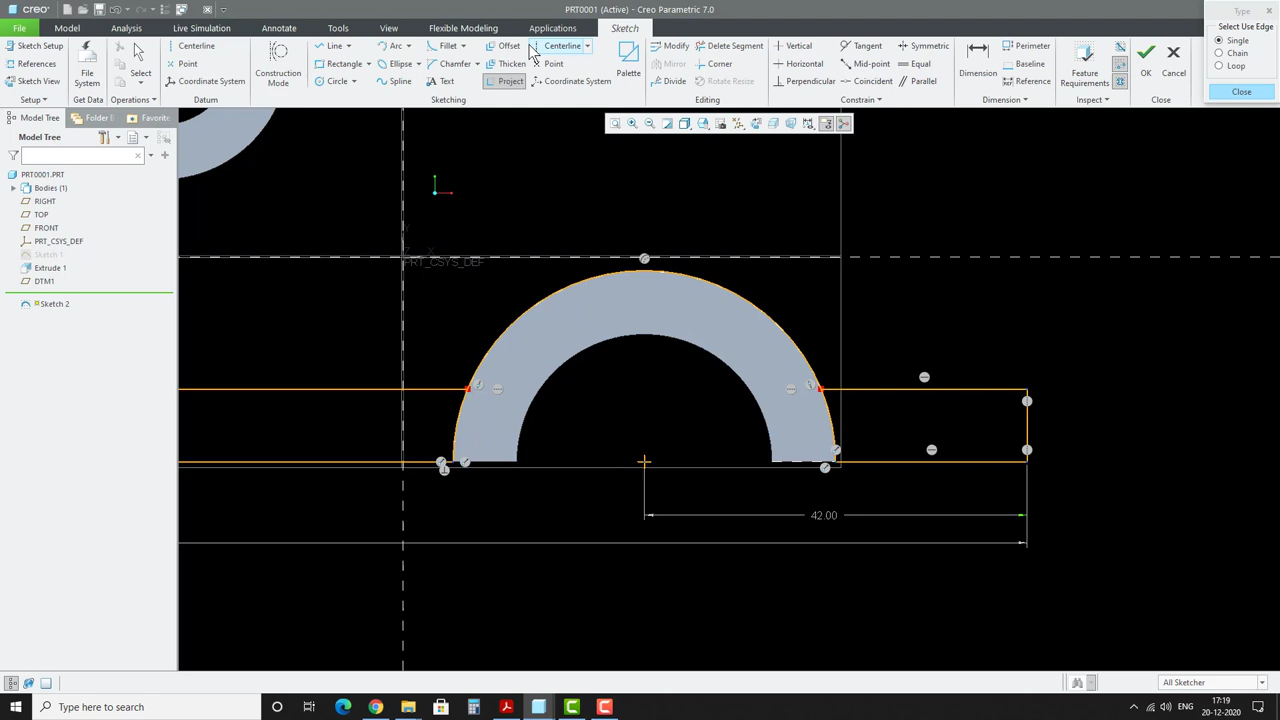 creo°
PRT0001 (Active) - Creo Parametric 7.0
Type
File Model Analysis Live Simulation Annotate Tools View Flexible Modeling Applications Sketch
Select Use Edge
Single
Chain
Loop
Close
Sketch Setup
References
Sketch View
Setup
File System
Get Data
Select
Operations
Centerline
Point
Coordinate System
Datum
Construction Mode
Line
Rectangle
Circle
Arc
Ellipse
Spline
Fillet
Chamfer
Text
Offset
Thicken
Project
Centerline
Point
Coordinate System
Sketching
Palette
Modify
Mirror
Divide
Delete Segment
Corner
Rotate Resize
Editing
Vertical
Horizontal
Perpendicular
Tangent
Mid-point
Coincident
Symmetric
Equal
Parallel
Constrain
Dimension
Perimeter
Baseline
Reference
Dimension
Feature Requirements
Inspect
OK
Cancel
Close
Model Tree Folder B Favorite
Model Tree
PRT0001.PRT
Bodies (1)
RIGHT
TOP
FRONT
PRT_CSYS_DEF
Sketch 1
Extrude 1
DTM1
Sketch 2
Y
Z X
PRT_CSYS_DEF
42.00
All Sketcher
Type here to search
ENG
17:19
20-12-2020